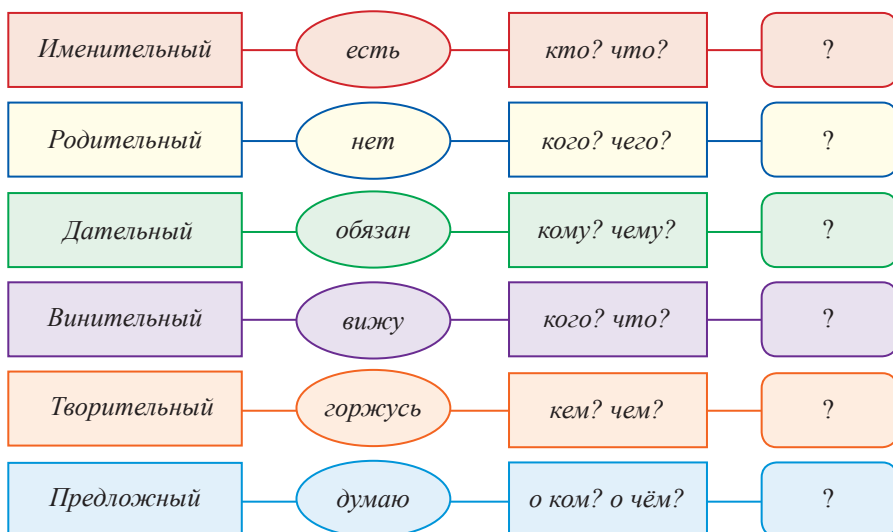 Именительный есть кто? что? ?
Родительный нет кого? чего? ?
Дательный обязан кому? чему? ?
Винительный вижу кого? что? ?
Творительный горжусь кем? чем? ?
Предложный думаю о ком? о чём? ?